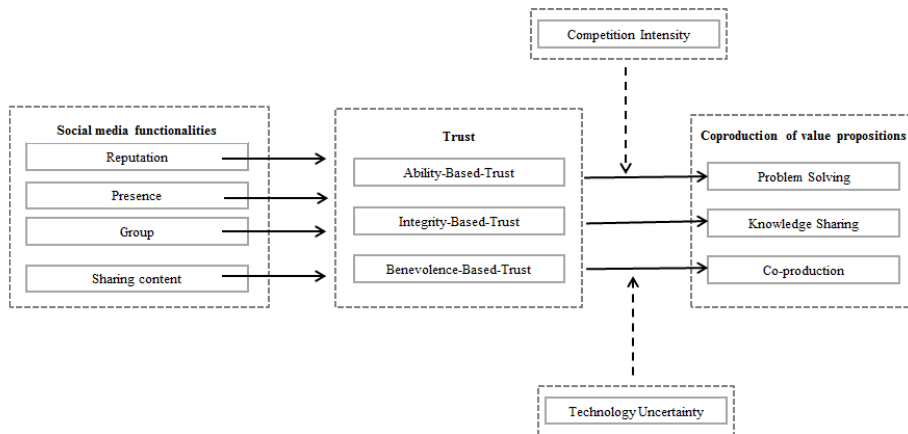 Competition Intensity
Social media functionalities
Reputation
Presence
Group
Sharing content
Trust
Ability-Based-Trust
Integrity-Based-Trust
Benevolence-Based-Trust
Coproduction of value propositions
Problem Solving
Knowledge Sharing
Co-production
Technology Uncertainty